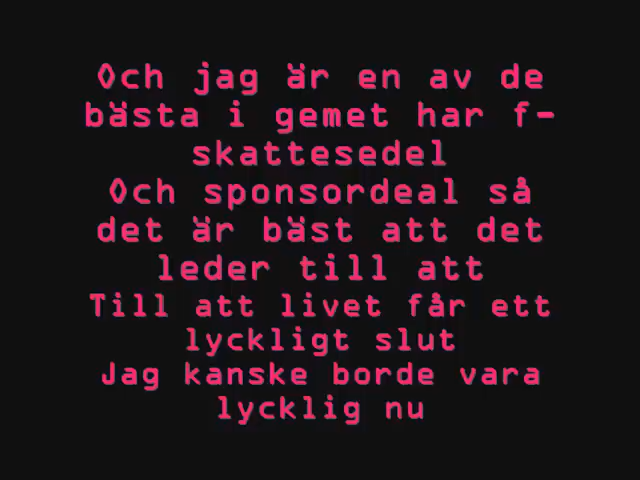 Och jag är en av de
bästa i gemet har f-
skattesedel
Och sponsordeal så
det är bäst att det
leder till att
Till att livet får ett
lyckligt slut
Jag kanske borde vara
lycklig nu